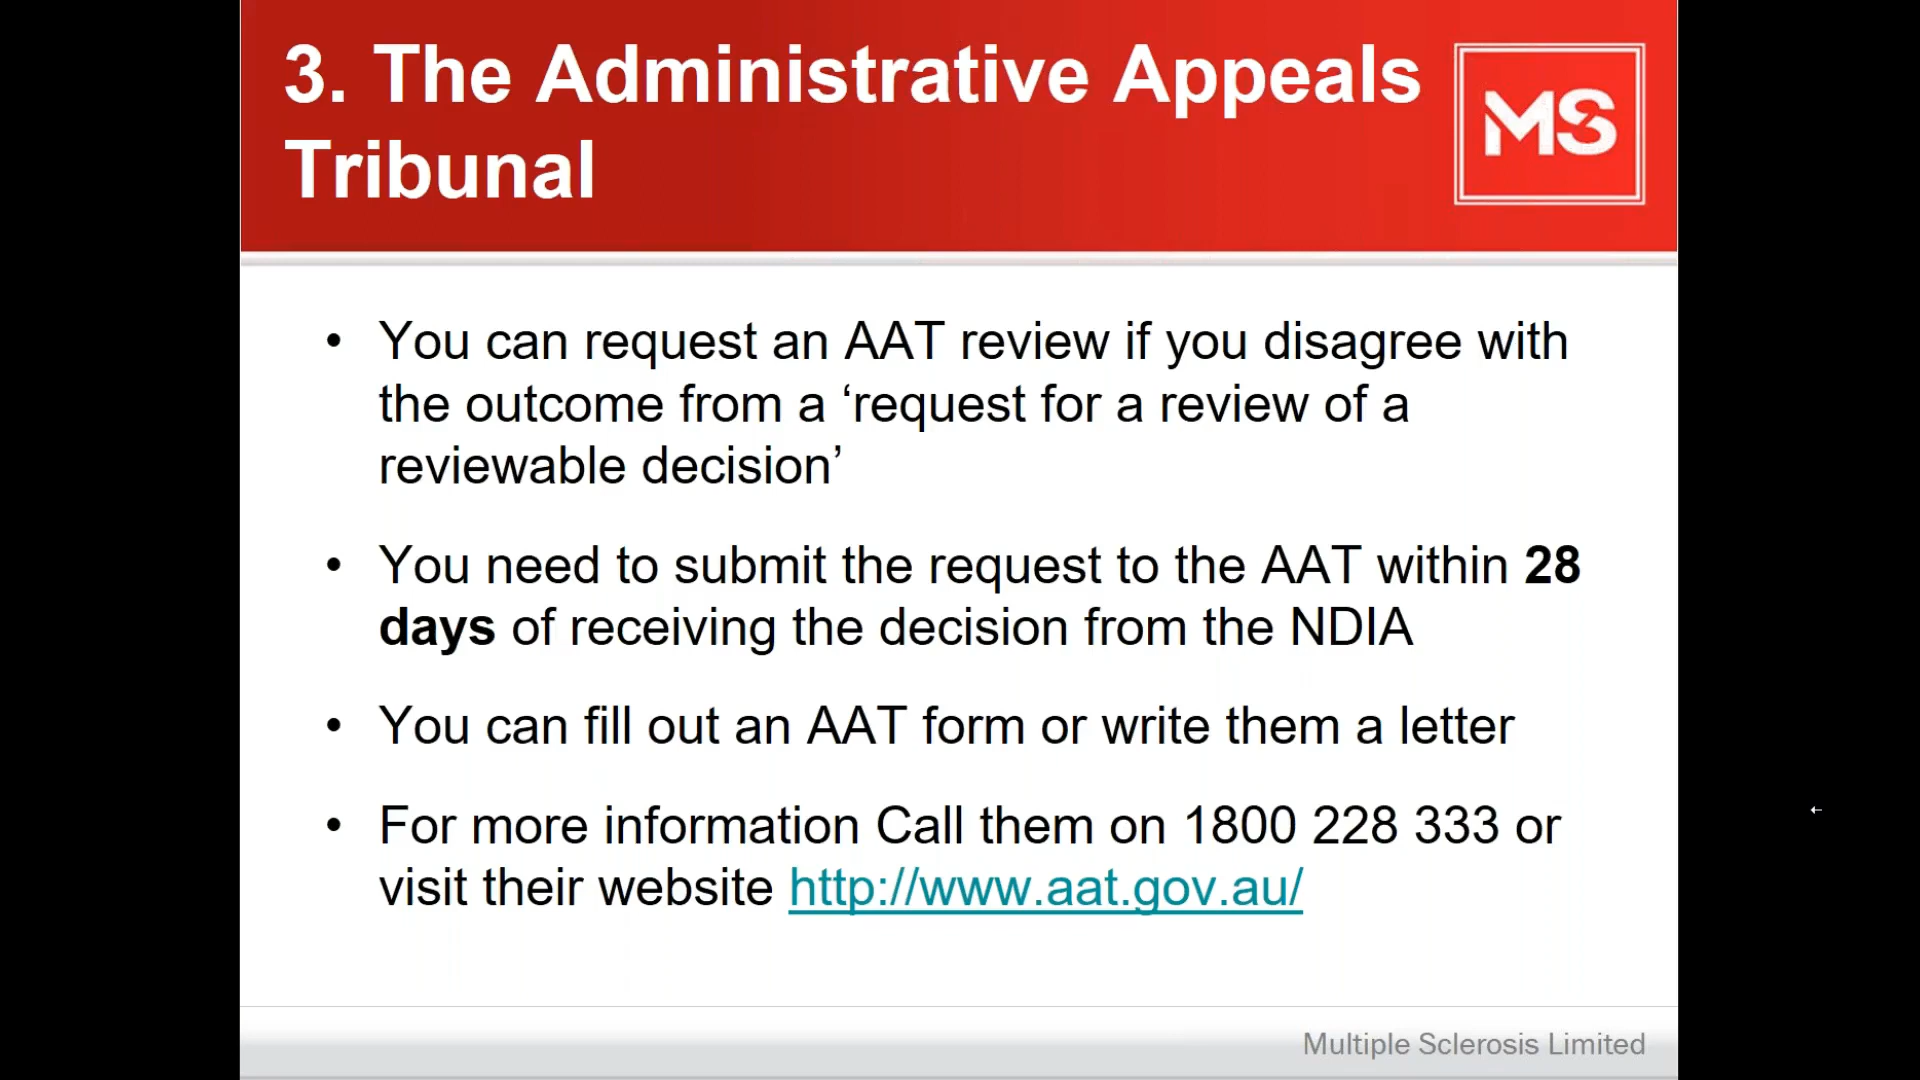 3. The Administrative Appeals
Tribunal
MS
• You can request an AAT review if you disagree with
the outcome from a ‘request for a review of a
reviewable decision’
• You need to submit the request to the AAT within 28
days of receiving the decision from the NDIA
• You can fill out an AAT form or write them a letter
• For more information Call them on 1800 228 333 or
visit their website http://www.aat.gov.au/
Multiple Sclerosis Limited